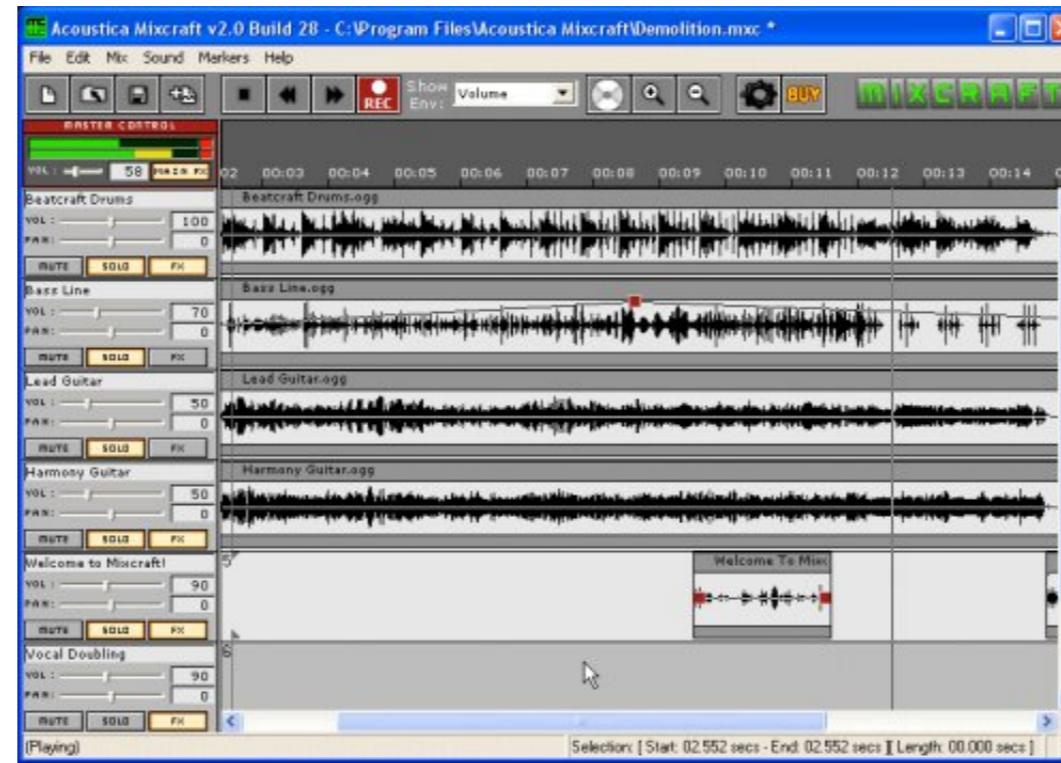 Acoustica Mixcraft v2.0 Build 28 - C:\Program Files\Acoustica Mixcraft\Demolition.mxc *
File Edit Mix Sound Markers Help
REC Show Env: Volume BUY MIXCRAFT
MASTER CONTROL
VOL: 58 MAIN FX
02 00:03 00:04 00:05 00:06 00:07 00:08 00:09 00:10 00:11 00:12 00:13 00:14
Beatcraft Drums Beatcraft Drums.ogg
VOL: 100
PAN: 0
MUTE SOLO FX
Bass Line Bass Line.ogg
VOL: 70
PAN: 0
MUTE SOLO FX
Lead Guitar Lead Guitar.ogg
VOL: 50
PAN: 0
MUTE SOLO FX
Harmony Guitar Harmony Guitar.ogg
VOL: 50
PAN: 0
MUTE SOLO FX
Welcome to Mixcraft! 5 Welcome To Mixc
VOL: 90
PAN: 0
MUTE SOLO FX
Vocal Doubling 6
VOL: 90
PAN: 0
MUTE SOLO FX
(Playing) Selection: [ Start: 02.552 secs - End: 02.552 secs ][ Length: 00.000 secs ]